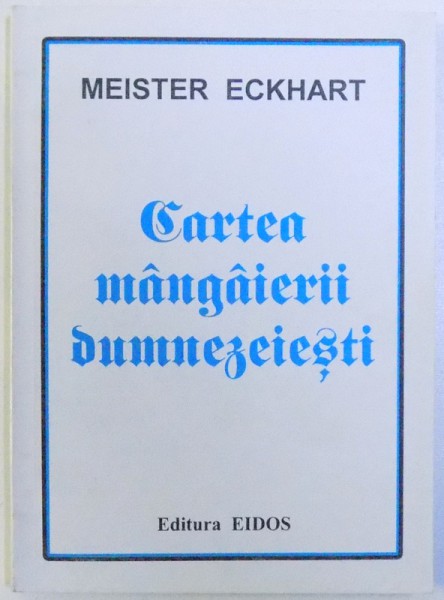 MEISTER ECKHART
Cartea
mângâierii
dumnezeiești
Editura EIDOS